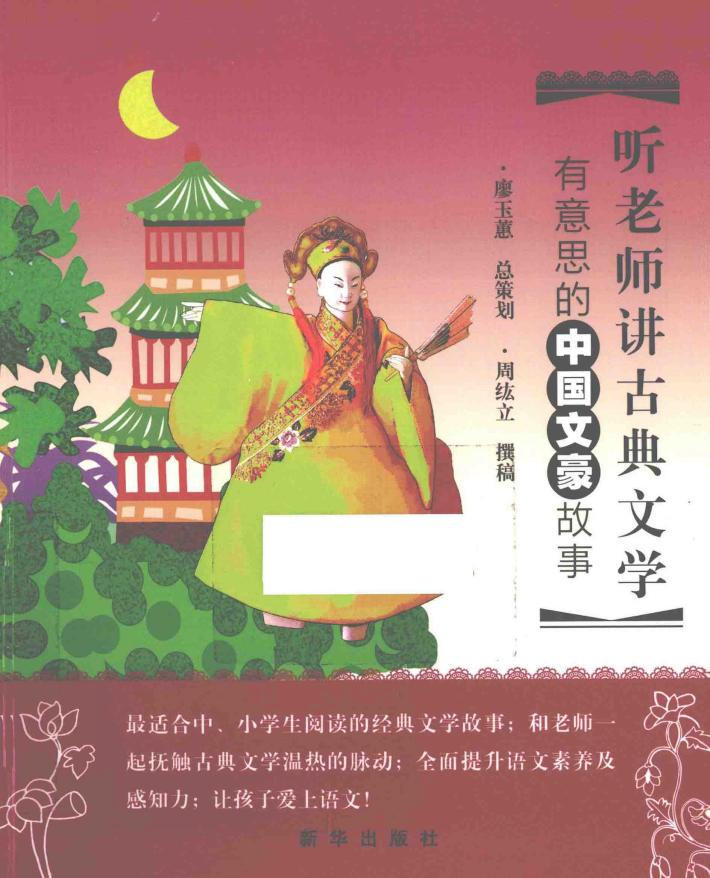 听老师讲古典文学
有意思的中国文豪故事
·廖玉蕙 总策划 ·周纮立 撰稿
最适合中、小学生阅读的经典文学故事；和老师一
起抚触古典文学温热的脉动；全面提升语文素养及
感知力；让孩子爱上语文！
新华出版社